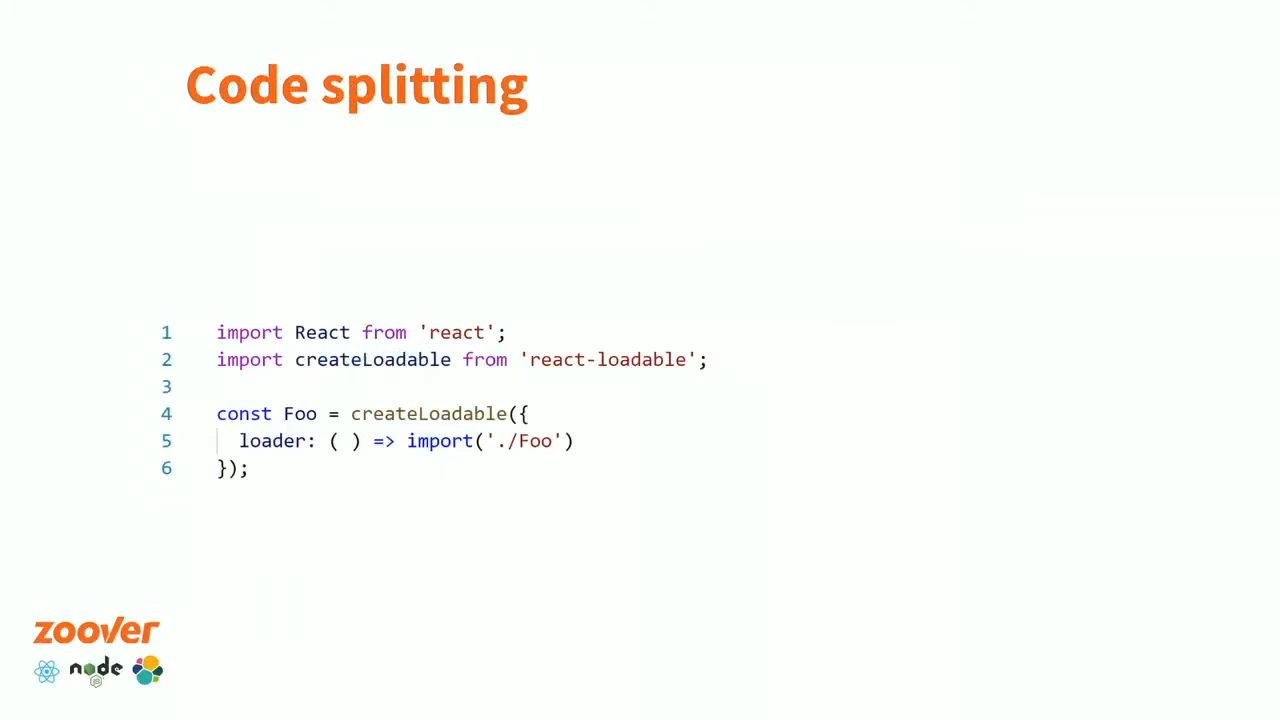 Code splitting
1 import React from 'react';
2 import createLoadable from 'react-loadable';
3
4 const Foo = createLoadable({
5 loader: ( ) => import('./Foo')
6 });
zoover
node
JS